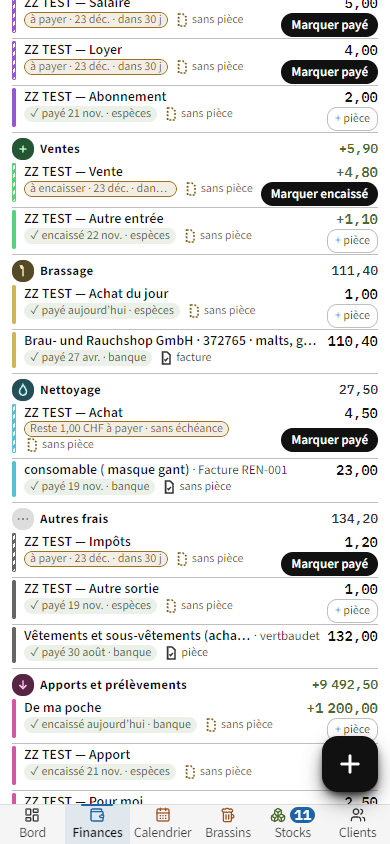 ZZ TEST — Salaire 5,00
à payer · 23 déc. · dans 30 j sans pièce Marquer payé
ZZ TEST — Loyer 4,00
à payer · 23 déc. · dans 30 j sans pièce Marquer payé
ZZ TEST — Abonnement 2,00
✓ payé 21 nov. · espèces sans pièce + pièce
Ventes +5,90
ZZ TEST — Vente +4,80
à encaisser · 23 déc. · dan… sans pièce Marquer encaissé
ZZ TEST — Autre entrée +1,10
✓ encaissé 22 nov. · espèces sans pièce + pièce
Brassage 111,40
ZZ TEST — Achat du jour 1,00
✓ payé aujourd'hui · espèces sans pièce + pièce
Brau- und Rauchshop GmbH · 372765 · malts, g… 110,40
✓ payé 27 avr. · banque facture
Nettoyage 27,50
ZZ TEST — Achat 4,50
Reste 1,00 CHF à payer · sans échéance
sans pièce Marquer payé
consomable ( masque gant) · Facture REN-001 23,00
✓ payé 19 nov. · banque sans pièce
Autres frais 134,20
ZZ TEST — Impôts 1,20
à payer · 23 déc. · dans 30 j sans pièce Marquer payé
ZZ TEST — Autre sortie 1,00
✓ payé 19 nov. · espèces sans pièce + pièce
Vêtements et sous-vêtements (acha… · vertbaudet 132,00
✓ payé 30 août · banque pièce
Apports et prélèvements +9 492,50
De ma poche +1 200,00
✓ encaissé aujourd'hui · banque sans pièce + pièce
ZZ TEST — Apport
✓ encaissé 21 nov. · espèces sans pièce
ZZ TEST — Pour moi 2,50
11
Bord Finances Calendrier Brassins Stocks Clients